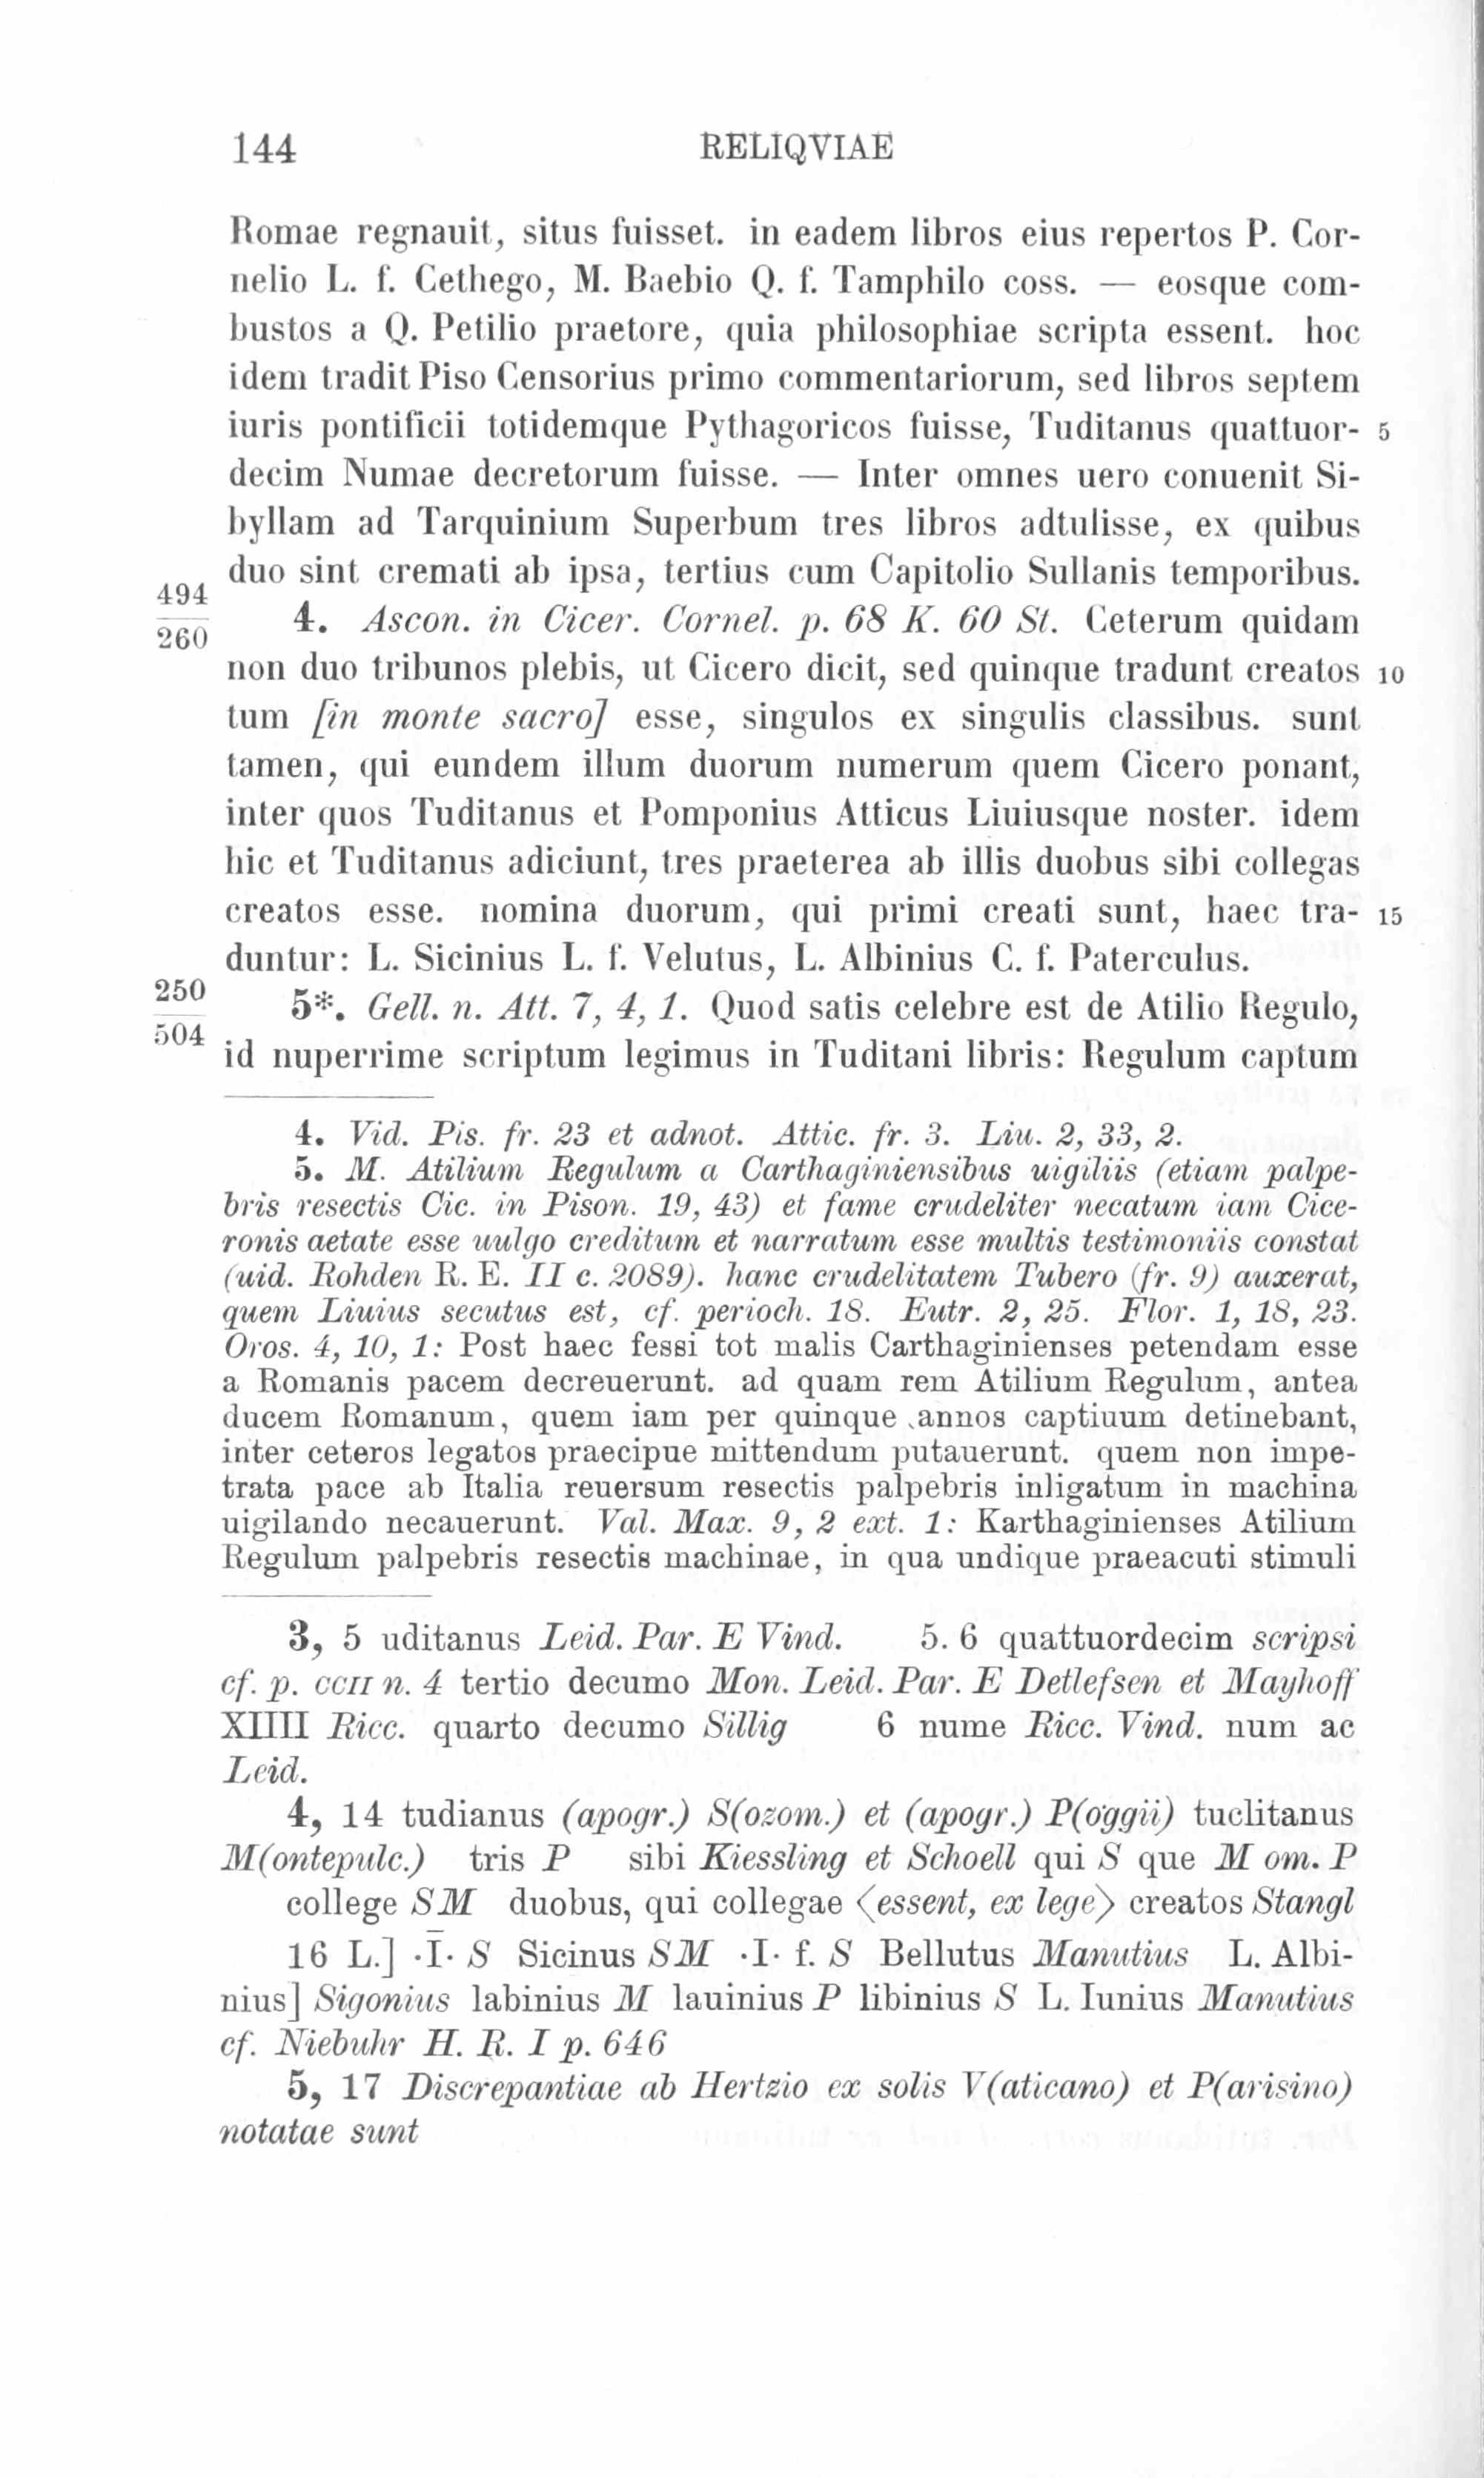 144 RELIQVIAE
Romae regnauit, situs fuisset. in eadem libros eius repertos P. Cor-
nelio L. f. Cethego, M. Baebio Q. f. Tamphilo coss. — eosque com-
bustos a Q. Petilio praetore, quia philosophiae scripta essent. hoc
idem tradit Piso Censorius primo commentariorum, sed libros septem
iuris pontificii totidemque Pythagoricos fuisse, Tuditanus quattuor- 5
decim Numae decretorum fuisse. — Inter omnes uero conuenit Si-
byllam ad Tarquinium Superbum tres libros adtulisse, ex quibus
duo sint cremati ab ipsa, tertius cum Capitolio Sullanis temporibus.
494
260
4. Ascon. in Cicer. Cornel. p. 68 K. 60 St. Ceterum quidam
non duo tribunos plebis, ut Cicero dicit, sed quinque tradunt creatos 10
tum [in monte sacro] esse, singulos ex singulis classibus. sunt
tamen, qui eundem illum duorum numerum quem Cicero ponant,
inter quos Tuditanus et Pomponius Atticus Liuiusque noster. idem
hic et Tuditanus adiciunt, tres praeterea ab illis duobus sibi collegas
creatos esse. nomina duorum, qui primi creati sunt, haec tra- 15
duntur: L. Sicinius L. f. Velutus, L. Albinius C. f. Paterculus.
250
504
5*. Gell. n. Att. 7, 4, 1. Quod satis celebre est de Atilio Regulo,
id nuperrime scriptum legimus in Tuditani libris: Regulum captum
4. Vid. Pis. fr. 23 et adnot. Attic. fr. 3. Liu. 2, 33, 2.
5. M. Atilium Regulum a Carthaginiensibus uigiliis (etiam palpe-
bris resectis Cic. in Pison. 19, 43) et fame crudeliter necatum iam Cice-
ronis aetate esse uulgo creditum et narratum esse multis testimoniis constat
(uid. Rohden R. E. II c. 2089). hanc crudelitatem Tubero (fr. 9) auxerat,
quem Liuius secutus est, cf. perioch. 18. Eutr. 2, 25. Flor. 1, 18, 23.
Oros. 4, 10, 1: Post haec fessi tot malis Carthaginienses petendam esse
a Romanis pacem decreuerunt. ad quam rem Atilium Regulum, antea
ducem Romanum, quem iam per quinque annos captiuum detinebant,
inter ceteros legatos praecipue mittendum putauerunt. quem non impe-
trata pace ab Italia reuersum resectis palpebris inligatum in machina
uigilando necauerunt. Val. Max. 9, 2 ext. 1: Karthaginienses Atilium
Regulum palpebris resectis machinae, in qua undique praeacuti stimuli
3, 5 uditanus Leid. Par. E Vind. 5. 6 quattuordecim scripsi
cf. p. CCII n. 4 tertio decumo Mon. Leid. Par. E Detlefsen et Mayhoff
XIIII Ricc. quarto decumo Sillig 6 nume Ricc. Vind. num ac
Leid.
4, 14 tudianus (apogr.) S(ozom.) et (apogr.) P(oggii) tuclitanus
M(ontepulc.) tris P sibi Kiessling et Schoell qui S que M om. P
college SM duobus, qui collegae ⟨essent, ex lege⟩ creatos Stangl
16 L.] ·Ī· S Sicinus SM ·I· f. S Bellutus Manutius L. Albi-
nius] Sigonius labinius M lauinius P libinius S L. Iunius Manutius
cf. Niebuhr H. R. I p. 646
5, 17 Discrepantiae ab Hertzio ex solis V(aticano) et P(arisino)
notatae sunt